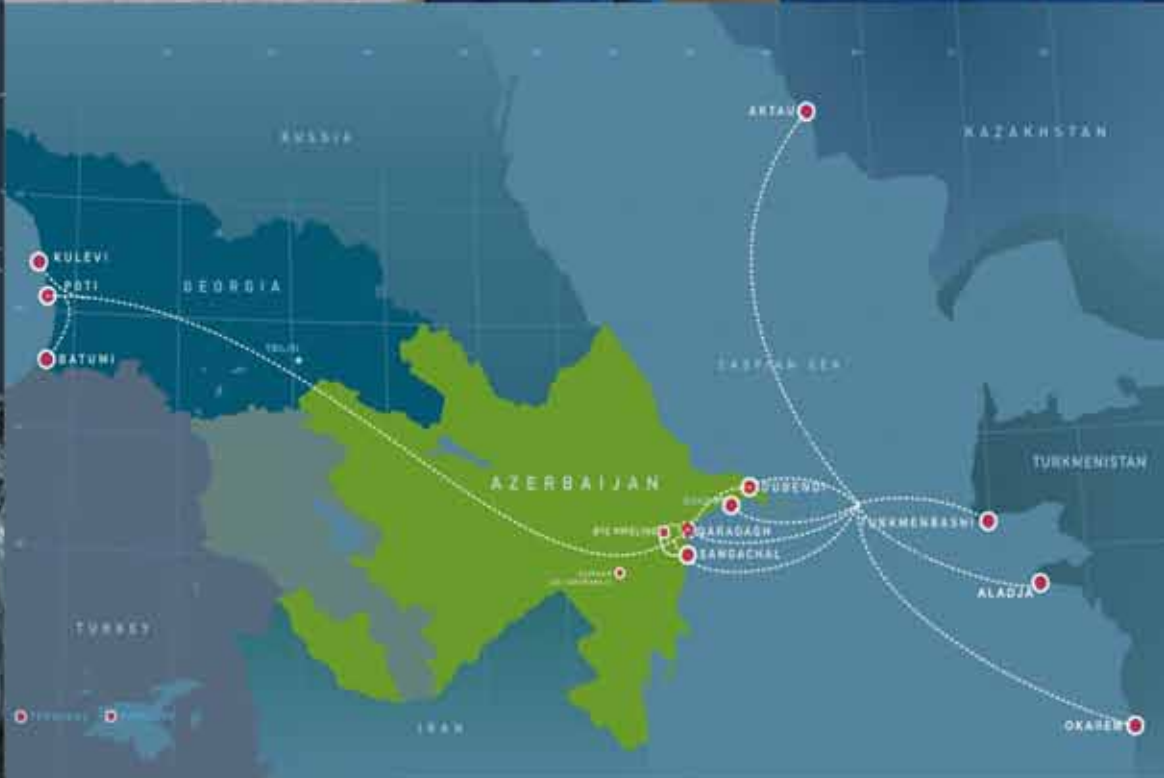 RUSSIA
AKTAU
KAZAKHSTAN
KULEVI
POTI
GEORGIA
BATUMI
TBILISI
CASPIAN SEA
TURKMENISTAN
AZERBAIJAN
DUBENDI
TURKMENBASHI
QARADAGH
SANGACHAL
ALADJA
TURKEY
TERMINAL
OKAREM
IRAN